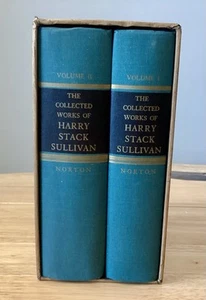 VOLUME II
THE
COLLECTED
WORKS OF
HARRY
STACK
SULLIVAN
NORTON
VOLUME I
THE
COLLECTED
WORKS OF
HARRY
STACK
SULLIVAN
NORTON